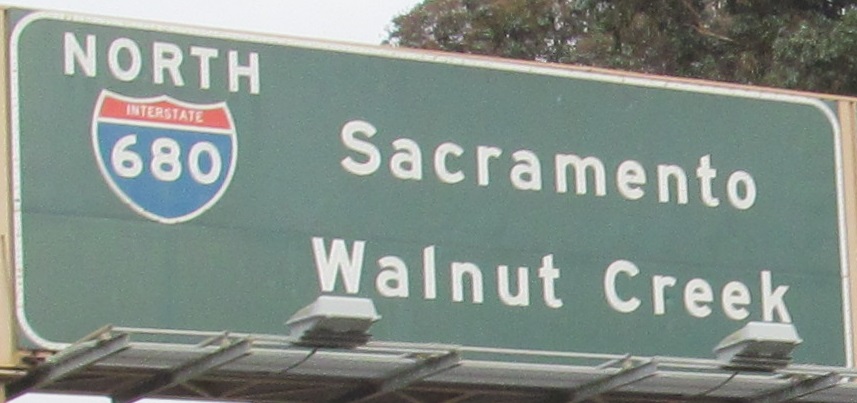 NORTH
INTERSTATE
680
Sacramento
Walnut Creek